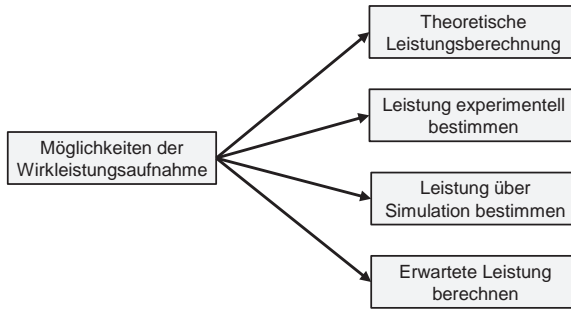 Möglichkeiten der
Wirkleistungsaufnahme
Theoretische
Leistungsberechnung
Leistung experimentell
bestimmen
Leistung über
Simulation bestimmen
Erwartete Leistung
berechnen